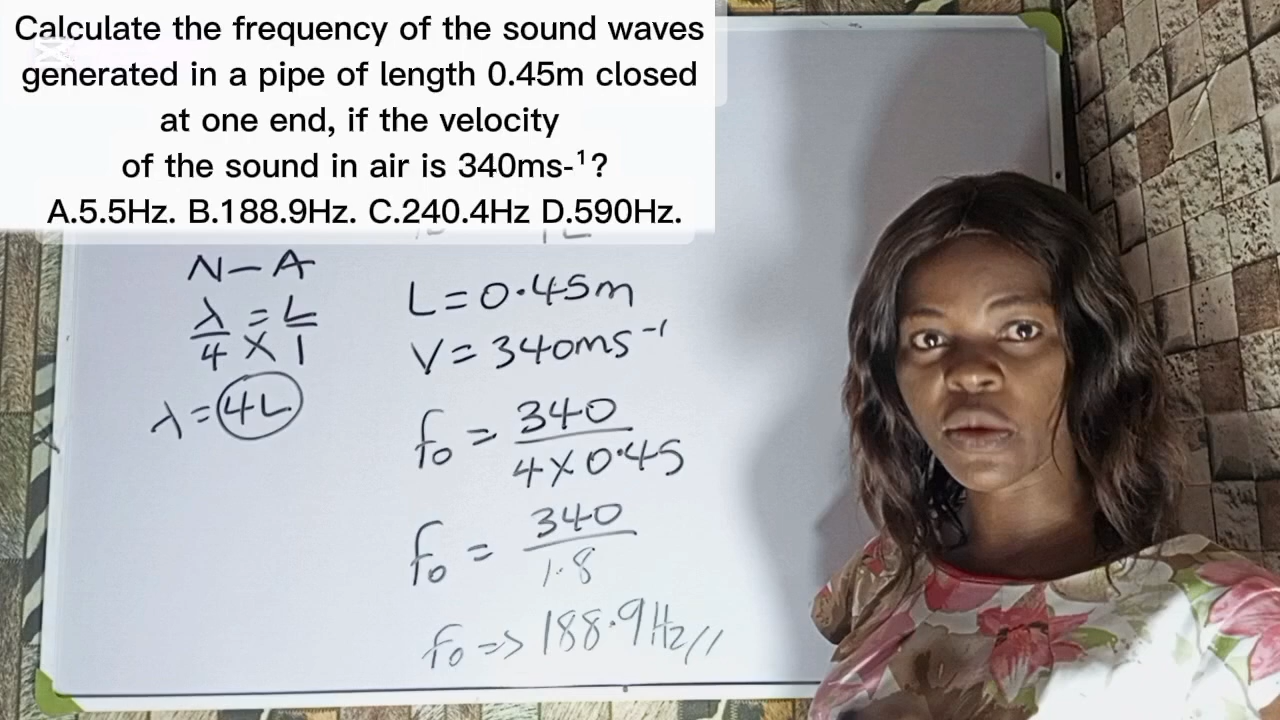 Calculate the frequency of the sound waves
generated in a pipe of length 0.45m closed
at one end, if the velocity
of the sound in air is 340ms-¹?
A.5.5Hz. B.188.9Hz. C.240.4Hz D.590Hz.
N-A
λ/4 = L/1
λ = 4L
L = 0.45m
V = 340ms⁻¹
f₀ = 340/4×0.45
f₀ = 340/1.8
f₀ => 188.9Hz//